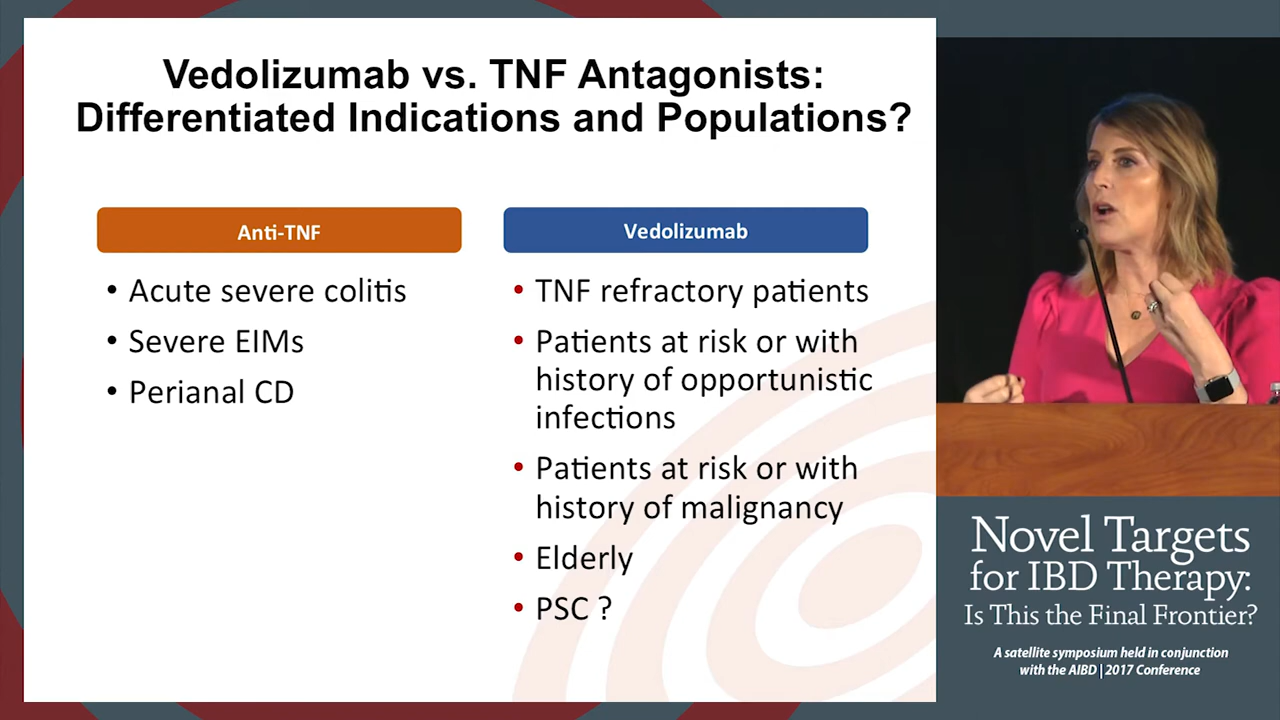 Vedolizumab vs. TNF Antagonists:
Differentiated Indications and Populations?
Anti-TNF
• Acute severe colitis
• Severe EIMs
• Perianal CD
Vedolizumab
• TNF refractory patients
• Patients at risk or with
history of opportunistic
infections
• Patients at risk or with
history of malignancy
• Elderly
• PSC ?
Novel Targets
for IBD Therapy:
Is This the Final Frontier?
A satellite symposium held in conjunction
with the AIBD | 2017 Conference